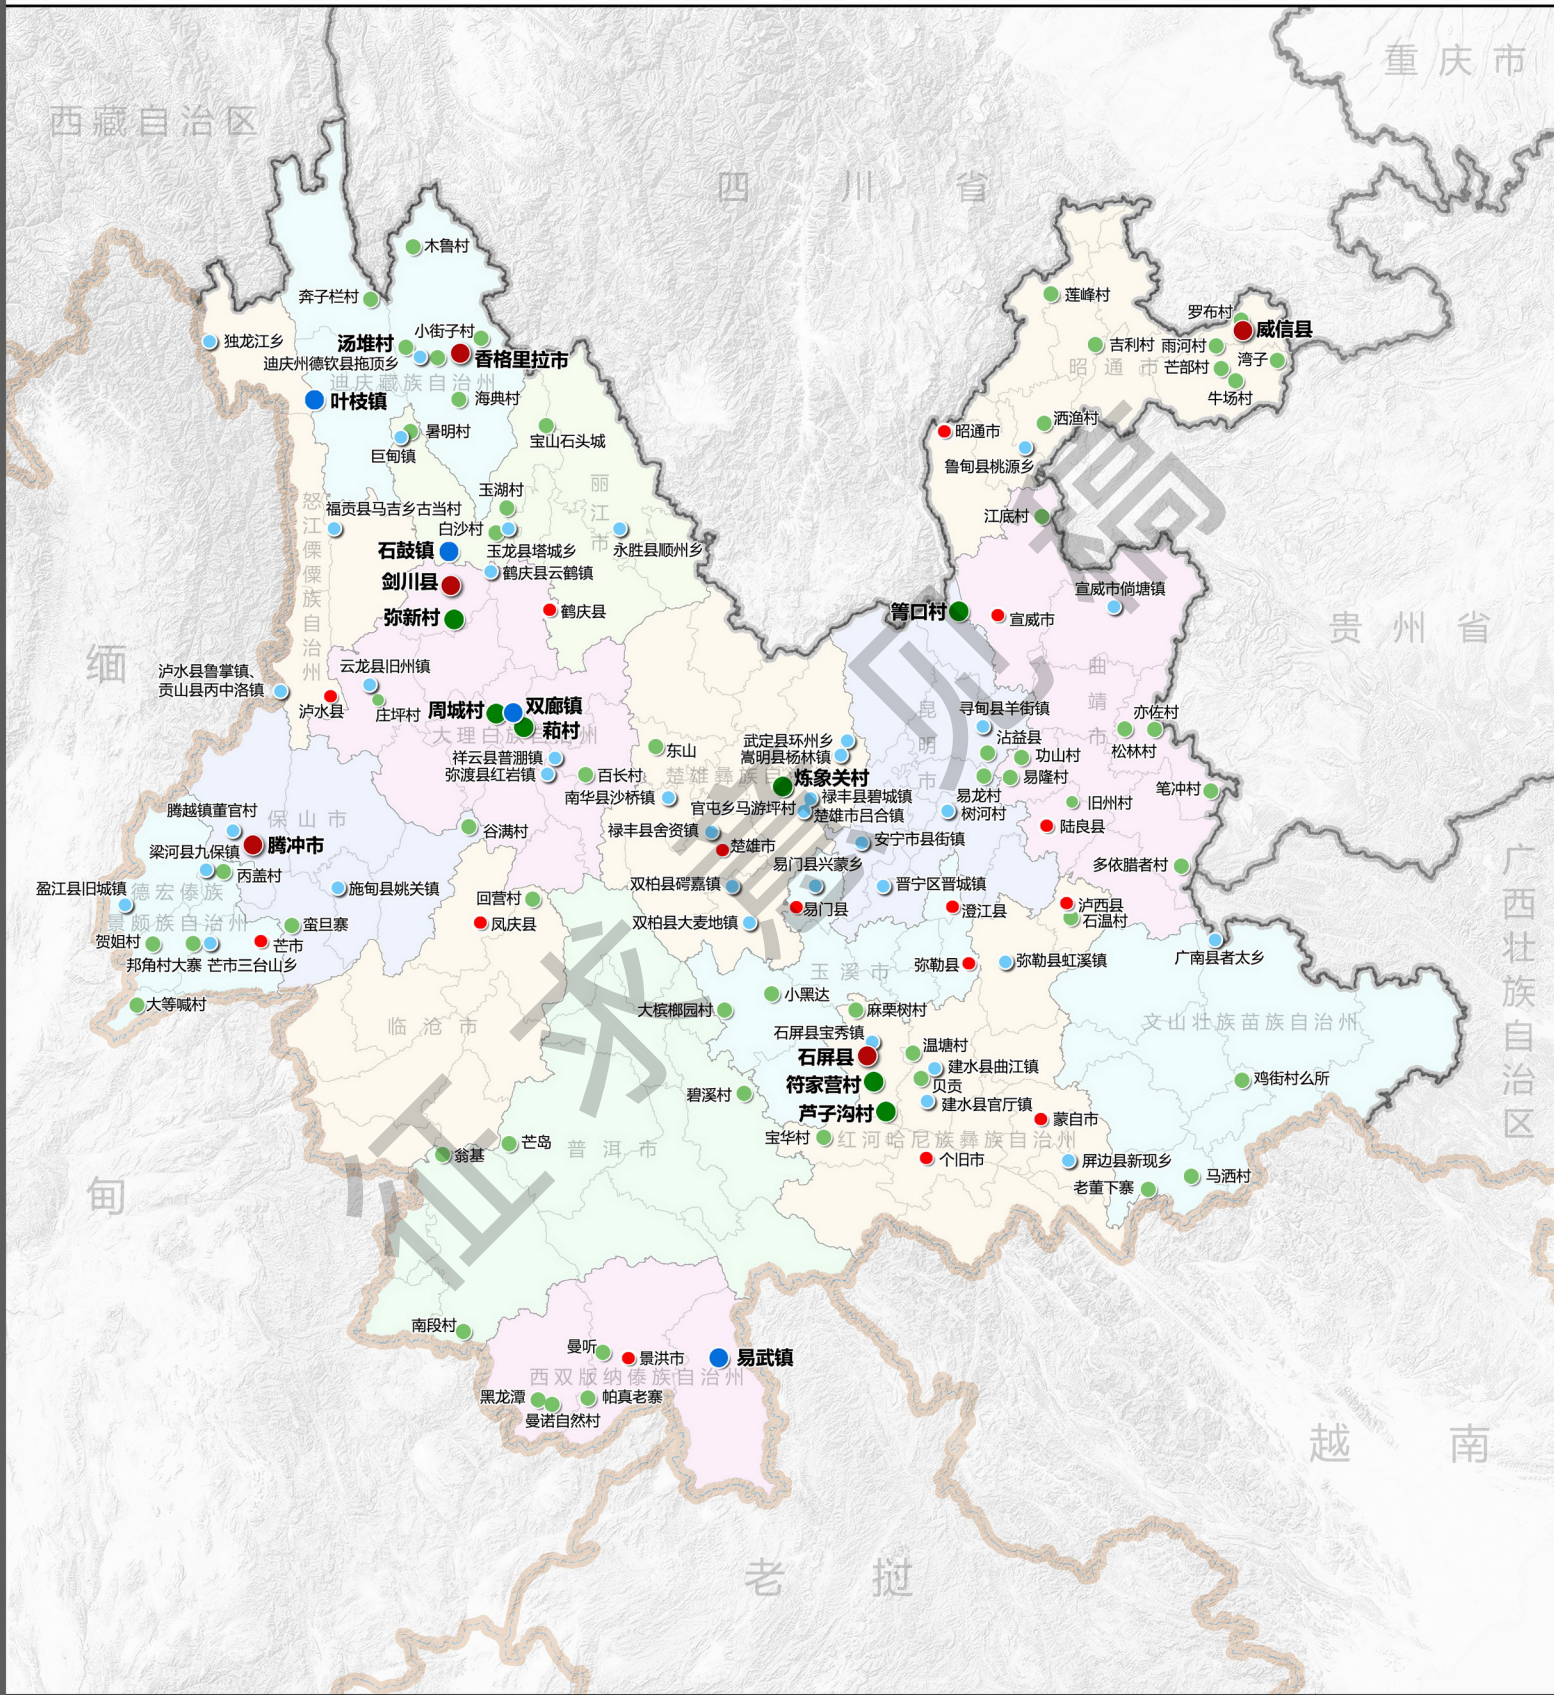 重庆市
西藏自治区
四川省
木鲁村
奔子栏村
莲峰村
罗布村
威信县
独龙江乡
小街子村
汤堆村
香格里拉市
迪庆州德钦县拖顶乡
吉利村
雨河村
湾子
芒部村
昭通市
迪庆藏族自治州
叶枝镇
海典村
牛场村
洒渔村
昭通市
暑明村
巨甸镇
宝山石头城
鲁甸县桃源乡
玉湖村
丽江市
怒江傈僳族自治州
福贡县马吉乡古当村
白沙村
江底村
石鼓镇
玉龙县塔城乡
永胜县顺州乡
鹤庆县云鹤镇
剑川县
宣威市倘塘镇
弥新村
鹤庆县
箐口村
宣威市
贵州省
缅甸
泸水县鲁掌镇、
贡山县丙中洛镇
云龙县旧州镇
泸水县
庄坪村
周城村
双廊镇
莉村
大理白族自治州
曲靖市
昆明市
寻甸县羊街镇
亦佐村
松林村
沾益县
功山村
武定县环州乡
嵩明县杨林镇
东山
祥云县普淜镇
弥渡县红岩镇
百长村
楚雄彝族自治州
炼象关村
易隆村
易龙村
笔冲村
南华县沙桥镇
官屯乡马游坪村
禄丰县碧城镇
楚雄市吕合镇
旧州村
树河村
腾越镇董官村
保山市
谷满村
禄丰县舍资镇
陆良县
腾冲市
楚雄市
安宁市县街镇
梁河县九保镇
丙盖村
易门县兴蒙乡
多依腊者村
盈江县旧城镇
德宏傣族
景颇族自治州
施甸县姚关镇
双柏县碍嘉镇
晋宁区晋城镇
回营村
易门县
澄江县
泸西县
石温村
双柏县大麦地镇
凤庆县
蛮旦寨
贺姐村
芒市
邦角村大寨
芒市三台山乡
广西壮族自治区
广南县者太乡
弥勒县
弥勒县虹溪镇
玉溪市
小黑达
大等喊村
大槟榔园村
麻栗树村
临沧市
文山壮族苗族自治州
石屏县宝秀镇
石屏县
温塘村
建水县曲江镇
符家营村
贝贡
鸡街村么所
碧溪村
芦子沟村
建水县官厅镇
蒙自市
宝华村
红河哈尼族彝族自治州
翁基
芒岛
普洱市
个旧市
屏边县新现乡
老董下寨
马洒村
南段村
曼听
景洪市
易武镇
西双版纳傣族自治州
黑龙潭
帕真老寨
曼诺自然村
越南
老挝
征求意见稿